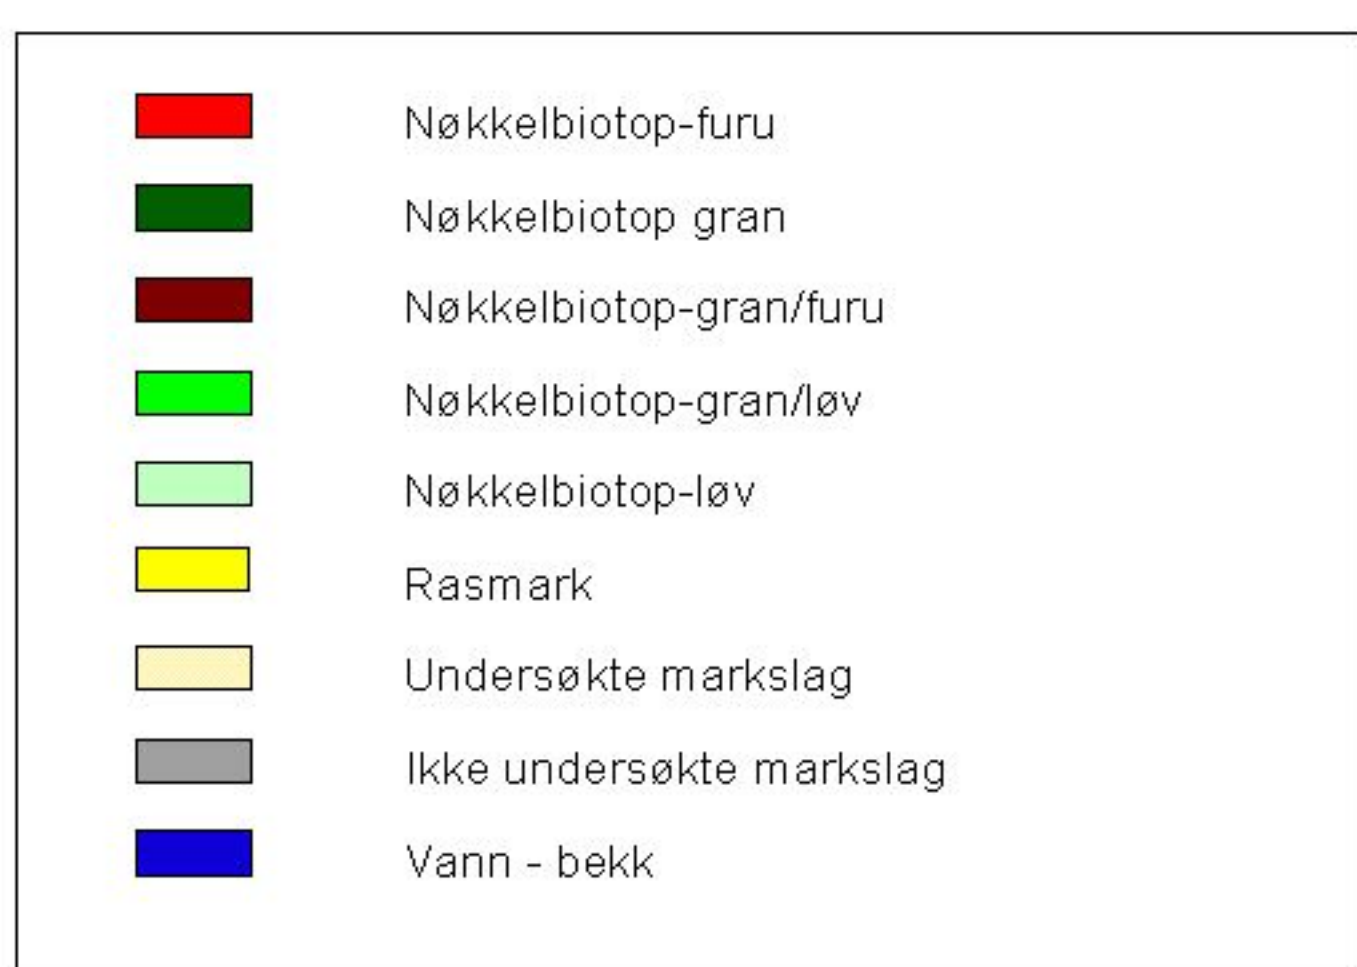 Nøkkelbiotop-furu
Nøkkelbiotop gran
Nøkkelbiotop-gran/furu
Nøkkelbiotop-gran/løv
Nøkkelbiotop-løv
Rasmark
Undersøkte markslag
Ikke undersøkte markslag
Vann - bekk